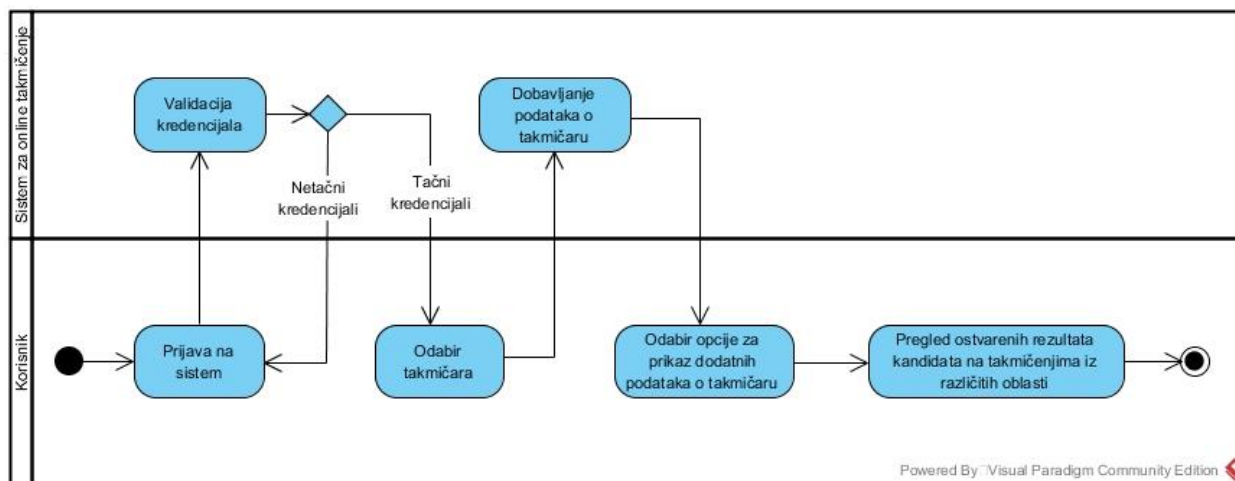 Sistem za online takmičenje
Validacija
kredencijala
Netačni
kredencijali
Tačni
kredencijali
Dobavljanje
podataka o
takmičaru
Korisnik
Prijava na
sistem
Odabir
takmičara
Odabir opcije za
prikaz dodatnih
podataka o takmičaru
Pregled ostvarenih rezultata
kandidata na takmičenjima iz
različitih oblasti
Powered By Visual Paradigm Community Edition